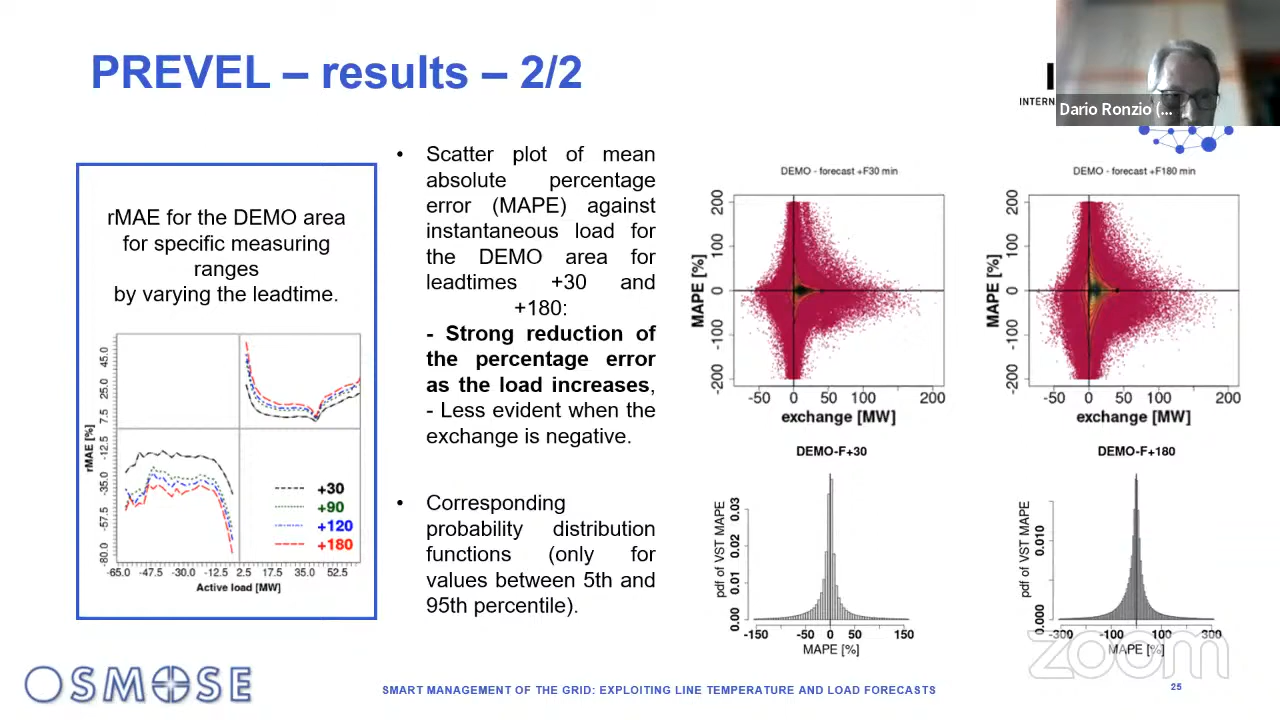 PREVEL – results – 2/2
I
INTERN
Dario Ronzio (...
rMAE for the DEMO area
for specific measuring
ranges
by varying the leadtime.
rMAE [%]
45.0
25.0
7.5
-12.5
-35.0
-57.5
-80.0
+30
+90
+120
+180
-65.0 -47.5 -30.0 -12.5 2.5 17.5 35.0 52.5
Active load [MW]
• Scatter plot of mean
absolute percentage
error (MAPE) against
instantaneous load for
the DEMO area for
leadtimes +30 and
+180:
- Strong reduction of
the percentage error
as the load increases,
- Less evident when the
exchange is negative.
• Corresponding
probability distribution
functions (only for
values between 5th and
95th percentile).
DEMO - forecast +F30 min
MAPE [%]
200
100
0
-100
-200
-50 0 50 100 200
exchange [MW]
DEMO - forecast +F180 min
MAPE [%]
200
100
0
-100
-200
-50 0 50 100 200
exchange [MW]
DEMO-F+30
pdf of VST MAPE
0.03
0.02
0.01
0.00
-150 -50 0 50 150
MAPE [%]
DEMO-F+180
pdf of VST MAPE
0.010
0.000
-300 -100 0 100 300
MAPE [%]
zoom
OSMOSE
SMART MANAGEMENT OF THE GRID: EXPLOITING LINE TEMPERATURE AND LOAD FORECASTS
25